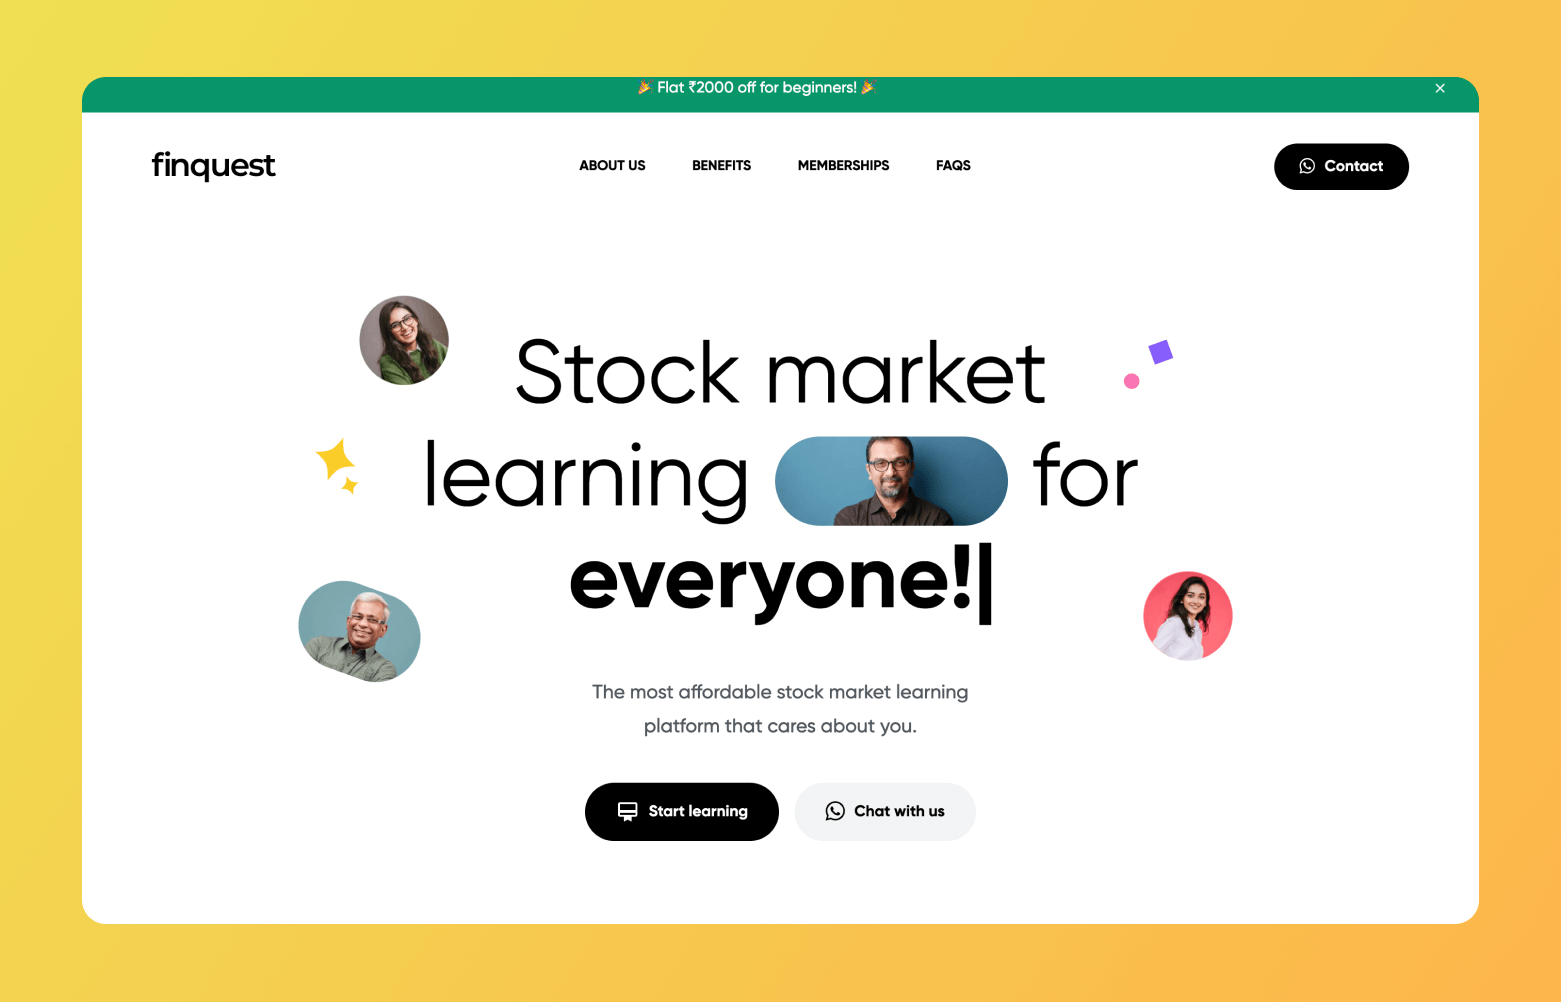 🎉 Flat ₹2000 off for beginners! 🎉
finquest
ABOUT US
BENEFITS
MEMBERSHIPS
FAQS
Contact
Stock market
learning for
everyone!
The most affordable stock market learning
platform that cares about you.
Start learning
Chat with us